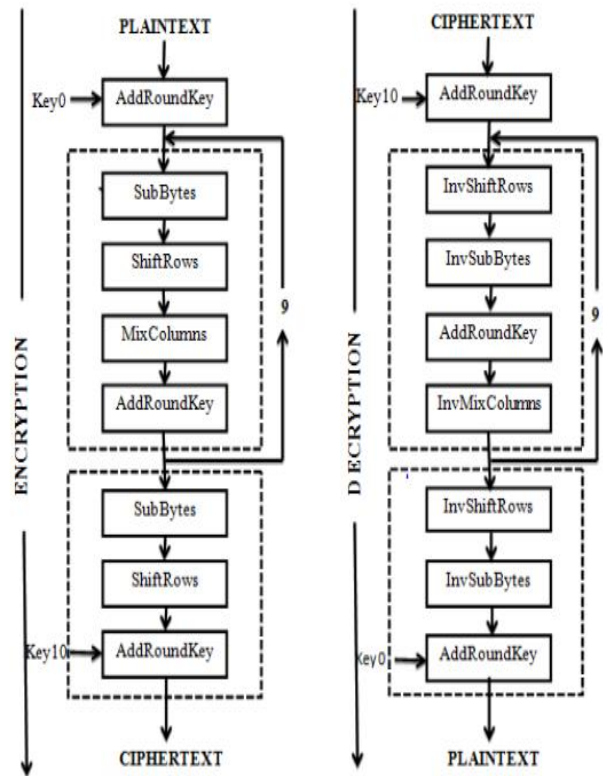 PLAINTEXT
Key0
AddRoundKey
SubBytes
ShiftRows
MixColumns
AddRoundKey
9
ENCRYPTION
SubBytes
ShiftRows
Key10
AddRoundKey
CIPHERTEXT
CIPHERTEXT
Key10
AddRoundKey
InvShiftRows
InvSubBytes
AddRoundKey
InvMixColumns
9
DECRYPTION
InvShiftRows
InvSubBytes
Key0
AddRoundKey
PLAINTEXT